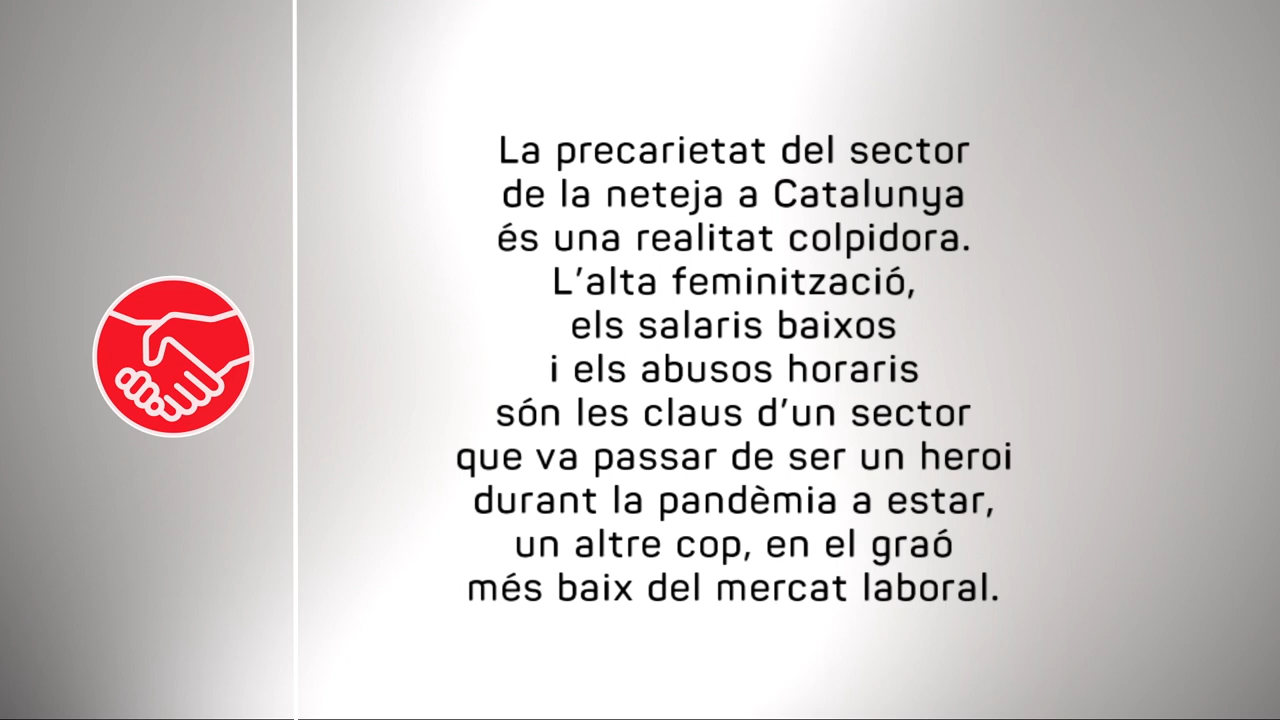 La precarietat del sector
de la neteja a Catalunya
és una realitat colpidora.
L'alta feminització,
els salaris baixos
i els abusos horaris
són les claus d'un sector
que va passar de ser un heroi
durant la pandèmia a estar,
un altre cop, en el graó
més baix del mercat laboral.